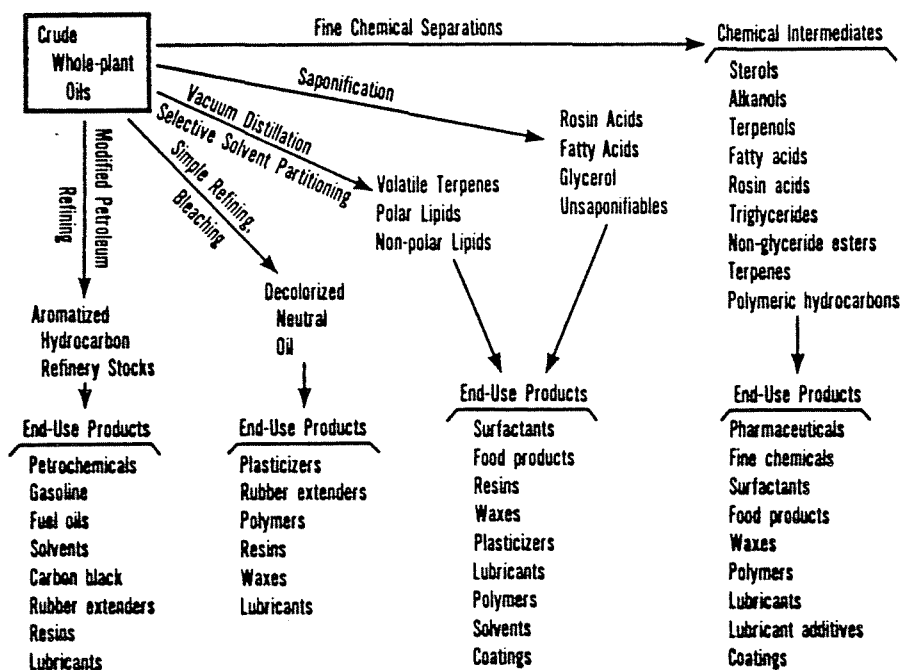 Crude
Whole-plant
Oils
Fine Chemical Separations
Saponification
Vacuum Distillation
Selective Solvent Partitioning
Simple Refining,
Bleaching
Modified Petroleum
Refining
Chemical Intermediates
Sterols
Alkanols
Terpenols
Fatty acids
Rosin acids
Triglycerides
Non-glyceride esters
Terpenes
Polymeric hydrocarbons
Rosin Acids
Fatty Acids
Glycerol
Unsaponifiables
Volatile Terpenes
Polar Lipids
Non-polar Lipids
Decolorized
Neutral
Oil
Aromatized
Hydrocarbon
Refinery Stocks
End-Use Products
Petrochemicals
Gasoline
Fuel oils
Solvents
Carbon black
Rubber extenders
Resins
Lubricants
End-Use Products
Plasticizers
Rubber extenders
Polymers
Resins
Waxes
Lubricants
End-Use Products
Surfactants
Food products
Resins
Waxes
Plasticizers
Lubricants
Polymers
Solvents
Coatings
End-Use Products
Pharmaceuticals
Fine chemicals
Surfactants
Food products
Waxes
Polymers
Lubricants
Lubricant additives
Coatings